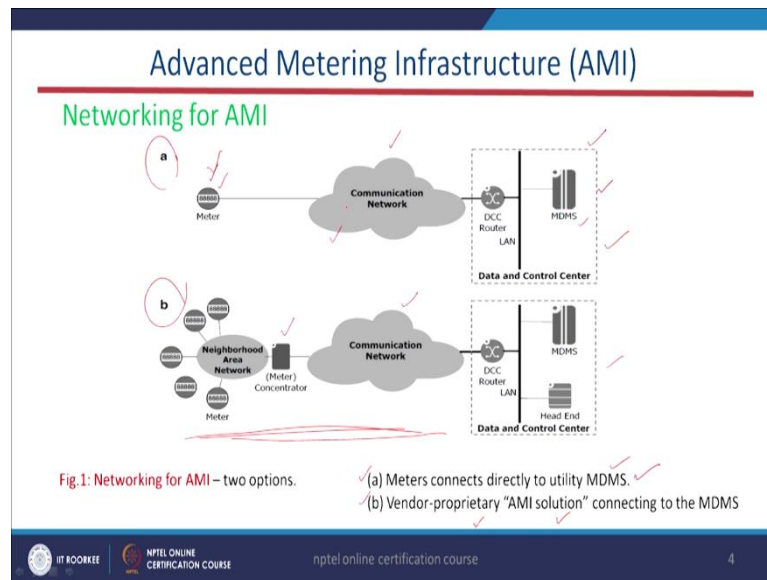 Advanced Metering Infrastructure (AMI)
Networking for AMI
a
Meter
Communication
Network
DCC
Router
LAN
MDMS
Data and Control Center
b
Neighborhood
Area
Network
Meter
(Meter)
Concentrator
Communication
Network
DCC
Router
LAN
MDMS
Head End
Data and Control Center
Fig.1: Networking for AMI – two options.
(a) Meters connects directly to utility MDMS.
(b) Vendor-proprietary “AMI solution” connecting to the MDMS
IIT ROORKEE
NPTEL ONLINE
CERTIFICATION COURSE
nptel online certification course
4